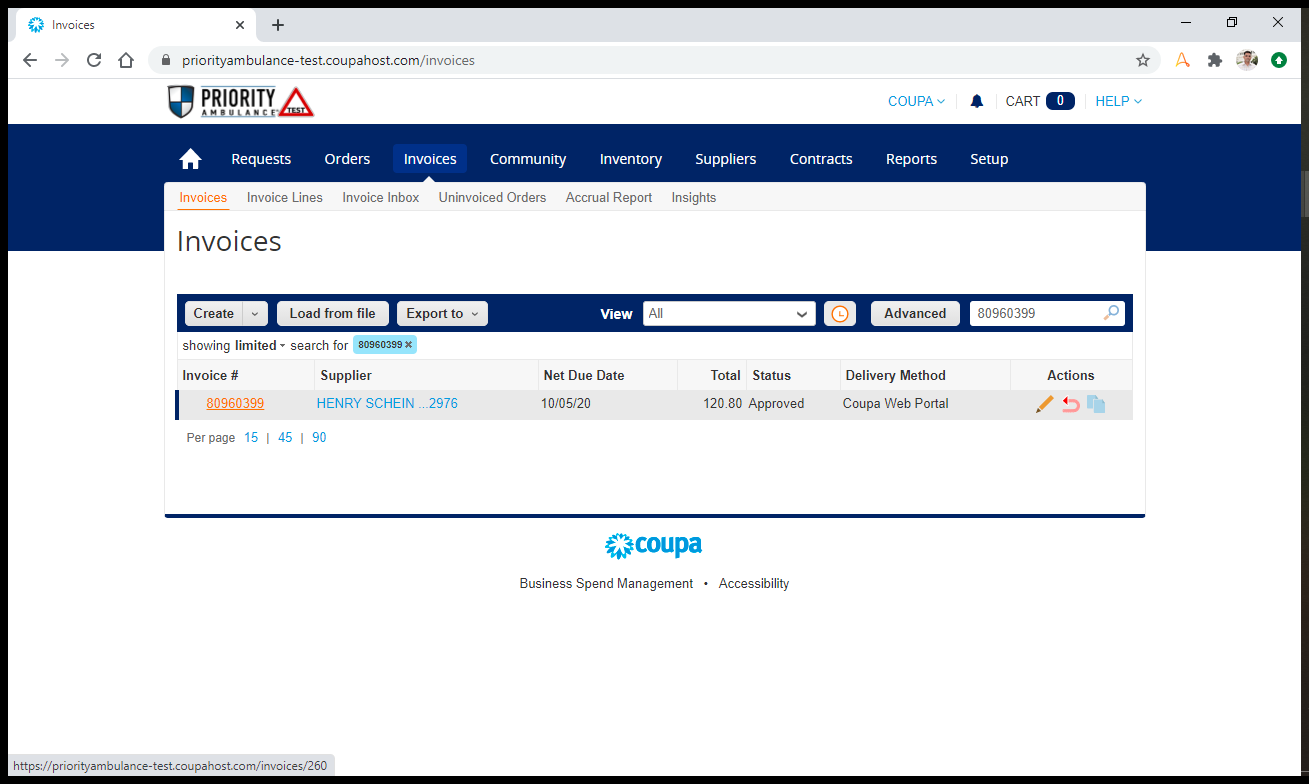 Invoices
priorityambulance-test.coupahost.com/invoices
PRIORITY AMBULANCE TEST
COUPA CART 0 HELP
Requests Orders Invoices Community Inventory Suppliers Contracts Reports Setup
Invoices Invoice Lines Invoice Inbox Uninvoiced Orders Accrual Report Insights
Invoices
Create Load from file Export to View All Advanced 80960399
showing limited search for 80960399
Invoice # Supplier Net Due Date Total Status Delivery Method Actions
80960399 HENRY SCHEIN ...2976 10/05/20 120.80 Approved Coupa Web Portal
Per page 15 | 45 | 90
coupa
Business Spend Management • Accessibility
https://priorityambulance-test.coupahost.com/invoices/260